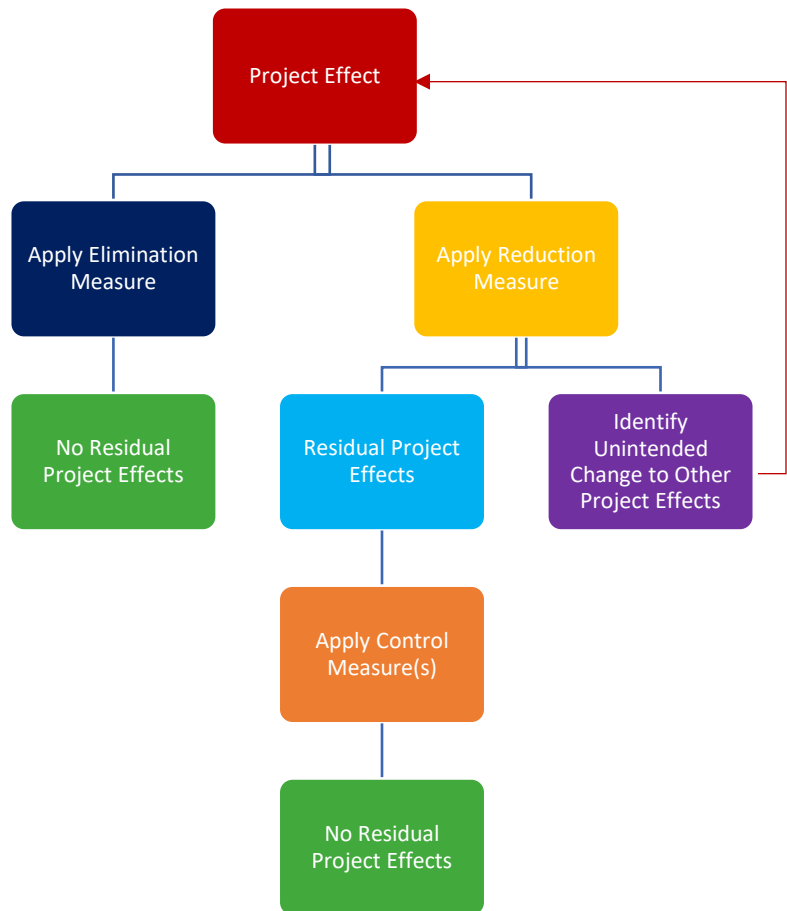 Project Effect
Apply Elimination
Measure
Apply Reduction
Measure
No Residual
Project Effects
Residual Project
Effects
Identify
Unintended
Change to Other
Project Effects
Apply Control
Measure(s)
No Residual
Project Effects